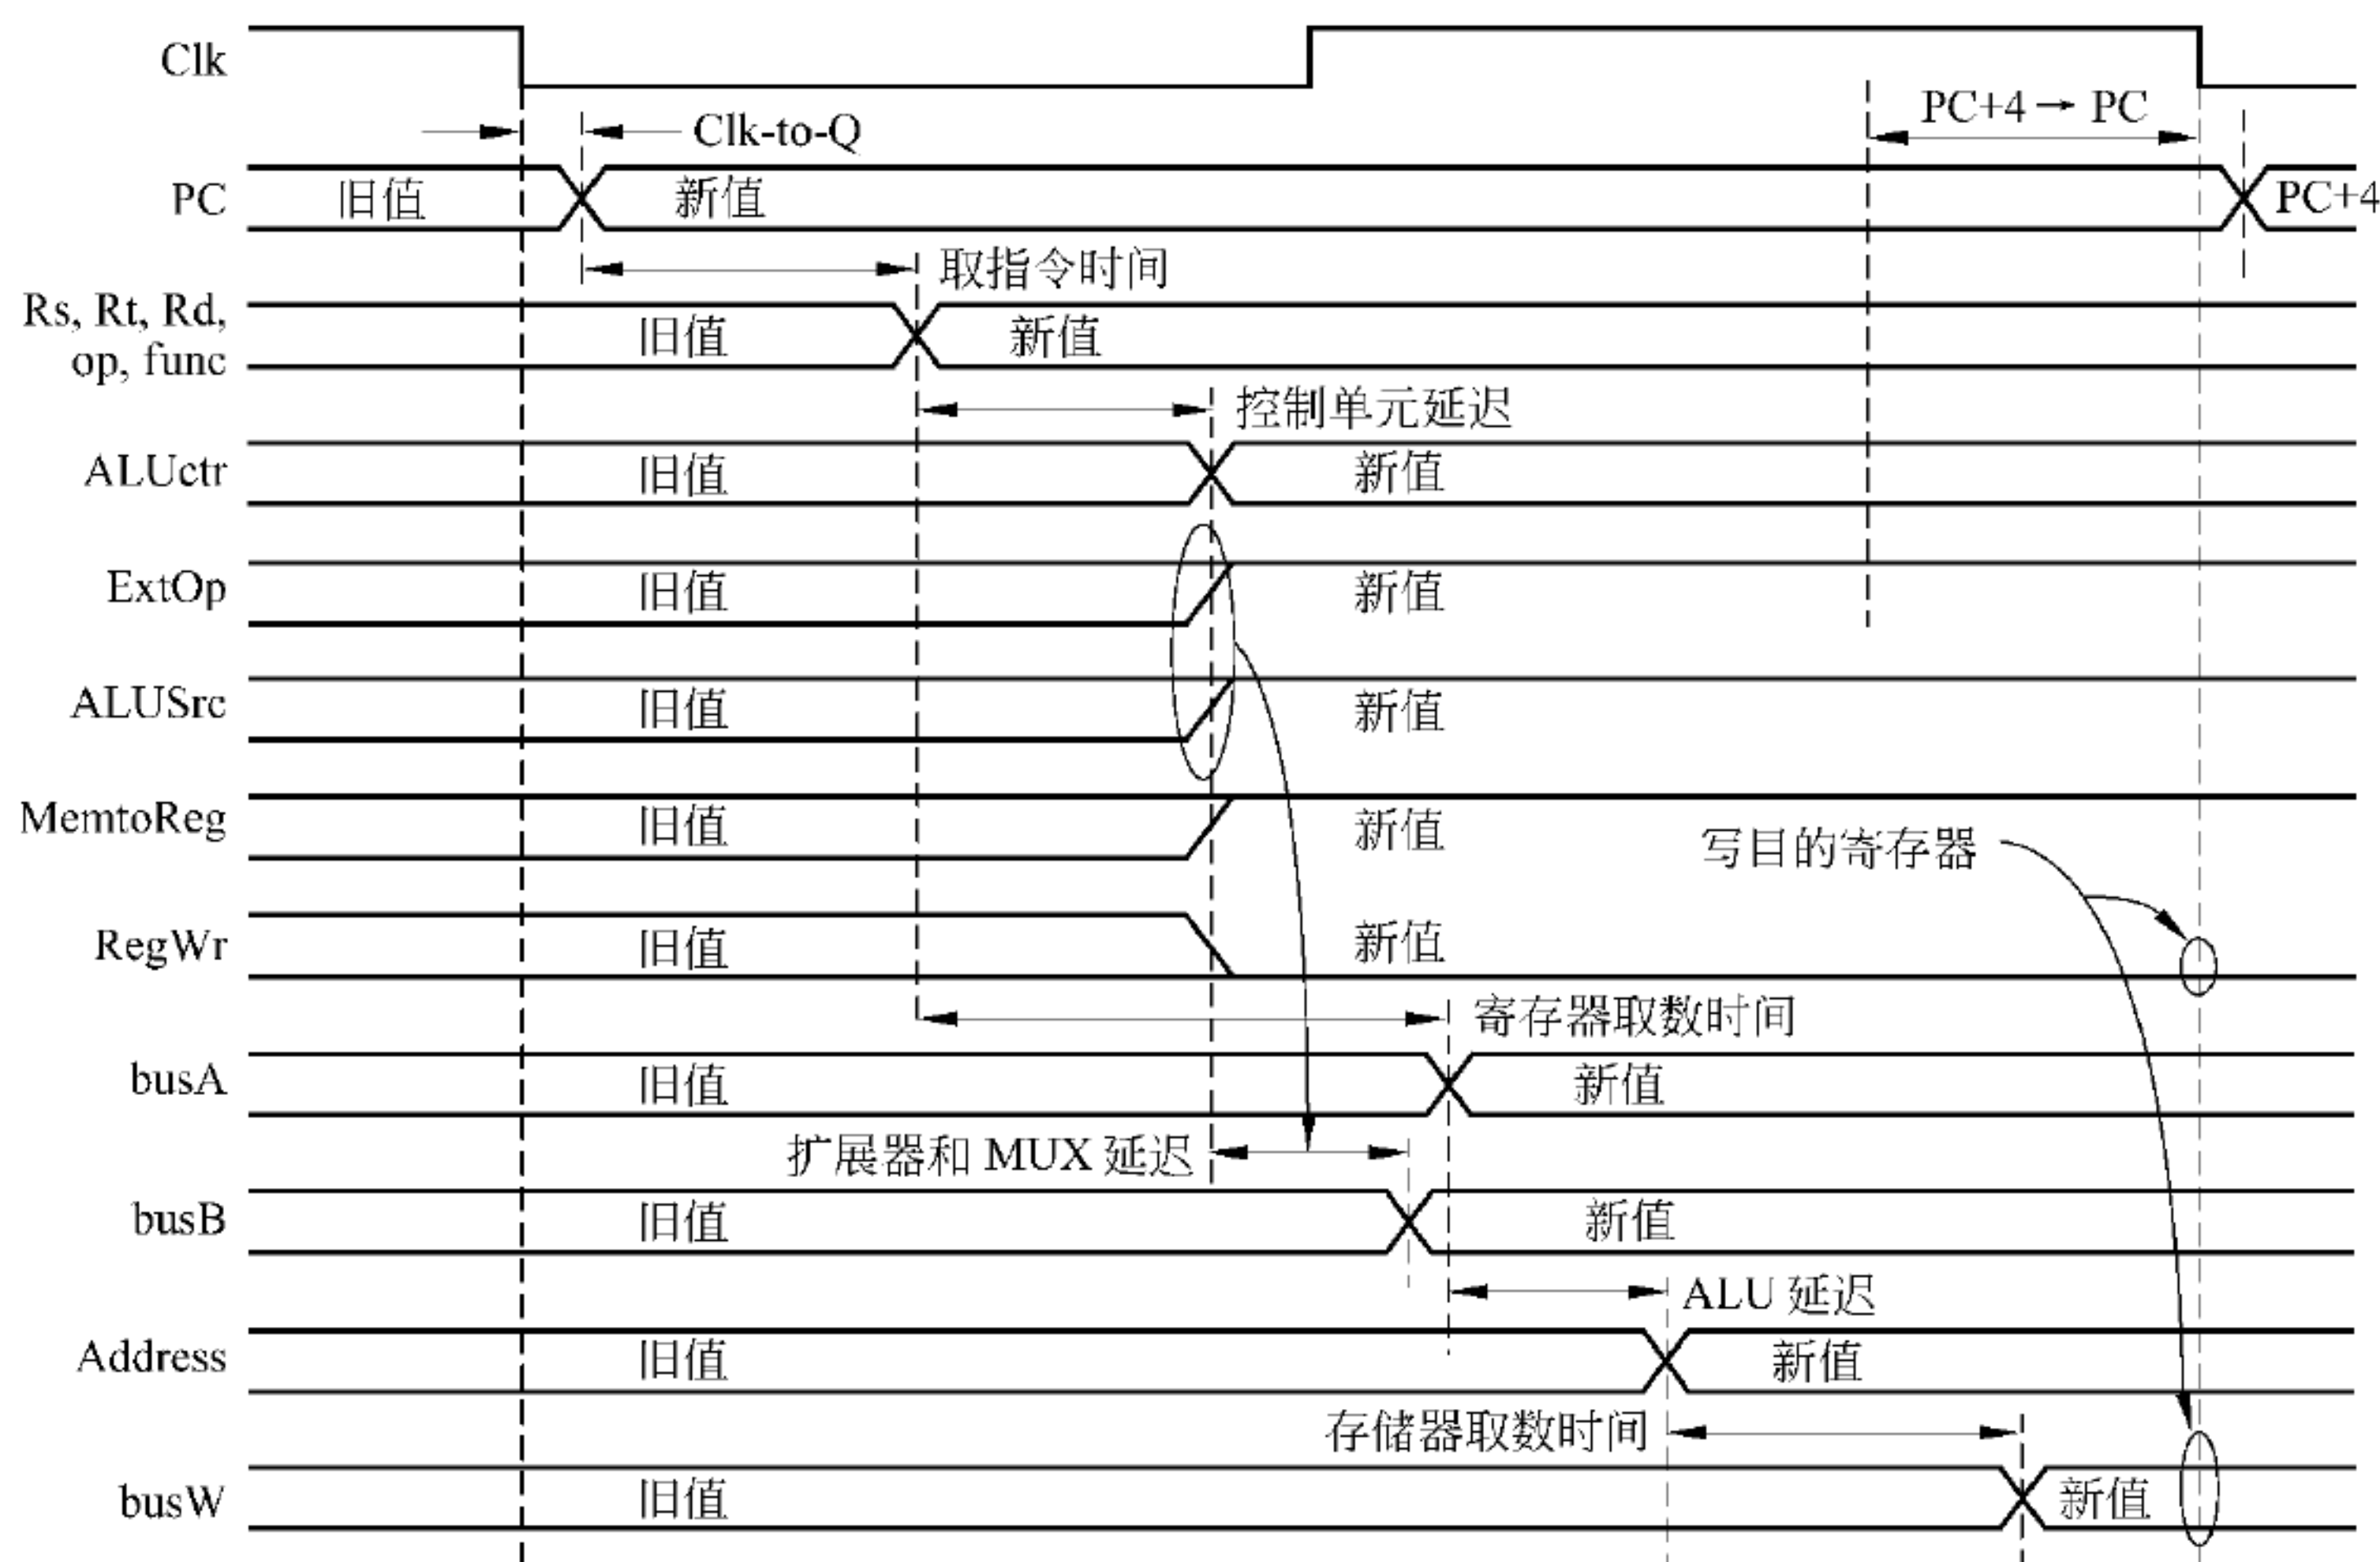 Clk
PC+4→PC
Clk-to-Q
PC 旧值 新值 PC+4
取指令时间
Rs, Rt, Rd,
op, func 旧值 新值
控制单元延迟
ALUctr 旧值 新值
ExtOp 旧值 新值
ALUSrc 旧值 新值
MemtoReg 旧值 新值
写目的寄存器
RegWr 旧值 新值
寄存器取数时间
busA 旧值 新值
扩展器和 MUX 延迟
busB 旧值 新值
ALU 延迟
Address 旧值 新值
存储器取数时间
busW 旧值 新值